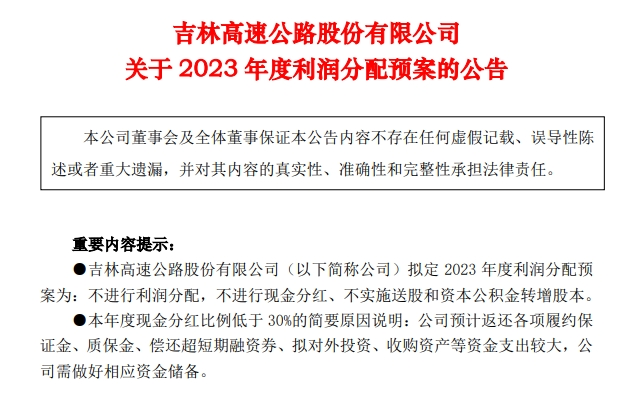 吉林高速公路股份有限公司
关于 2023 年度利润分配预案的公告
本公司董事会及全体董事保证本公告内容不存在任何虚假记载、误导性陈
述或者重大遗漏，并对其内容的真实性、准确性和完整性承担法律责任。
重要内容提示：
●吉林高速公路股份有限公司（以下简称公司）拟定 2023 年度利润分配预
案为：不进行利润分配，不进行现金分红、不实施送股和资本公积金转增股本。
●本年度现金分红比例低于 30%的简要原因说明：公司预计返还各项履约保
证金、质保金、偿还超短期融资券、拟对外投资、收购资产等资金支出较大，公
司需做好相应资金储备。